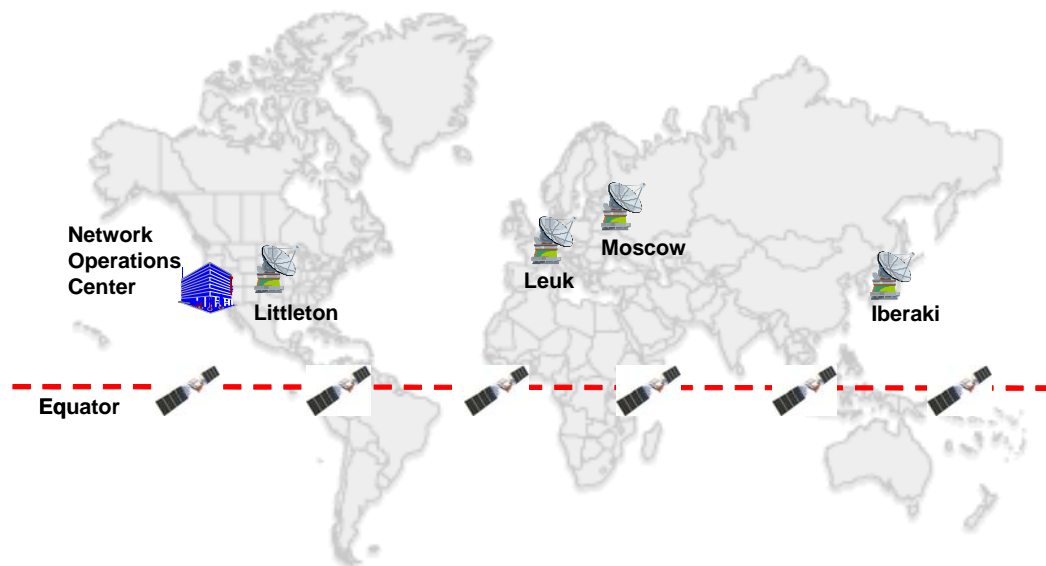 Network
Operations
Center
Littleton
Leuk
Moscow
Iberaki
Equator